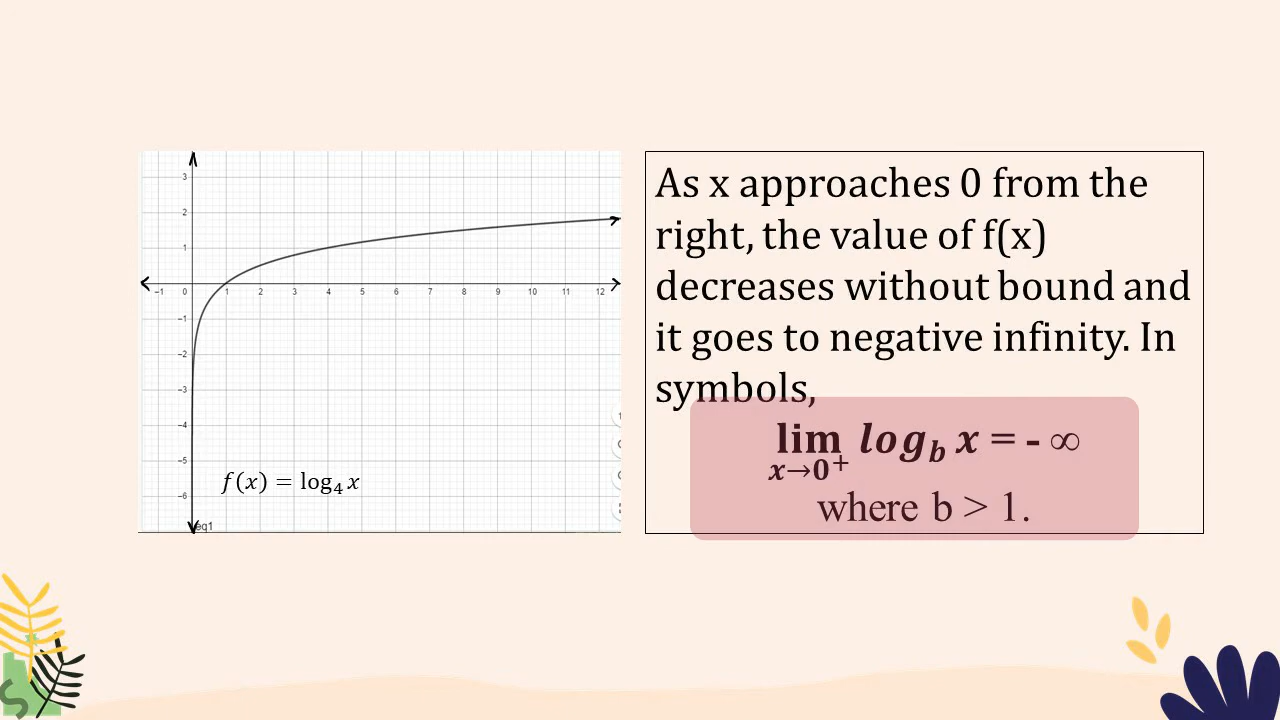 3
2
1
−1 0 1 2 3 4 5 6 7 8 9 10 11 12
−1
−2
−3
−4
−5
−6
f(x) = log₄ x
eq1
As x approaches 0 from the
right, the value of f(x)
decreases without bound and
it goes to negative infinity. In
symbols,
lim log_b x = - ∞
x→0⁺
where b > 1.